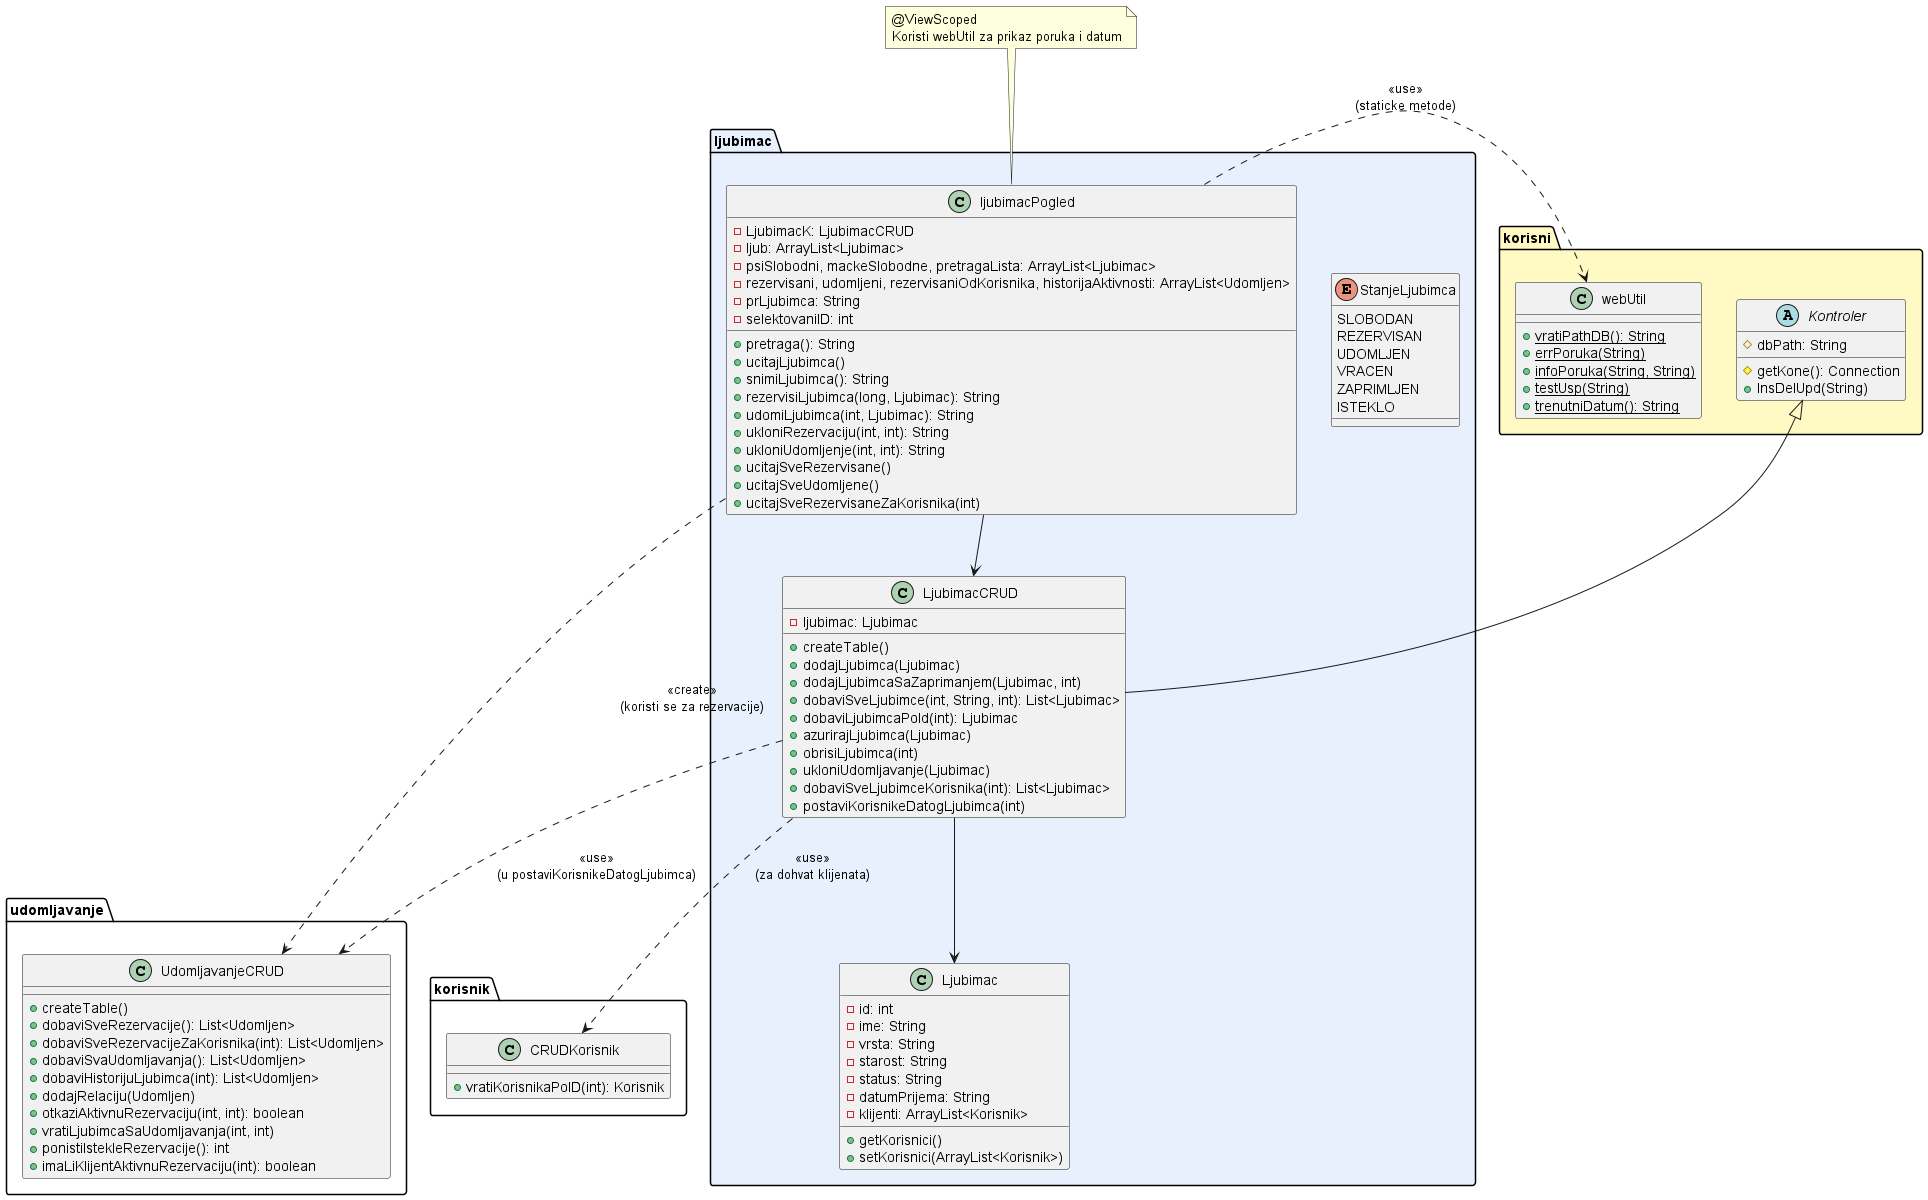 @ViewScoped
Koristi webUtil za prikaz poruka i datum
«use»
(staticke metode)
ljubimac
ljubimacPogled
LjubimacK: LjubimacCRUD
ljub: ArrayList<Ljubimac>
psiSlobodni, mackeSlobodne, pretragaLista: ArrayList<Ljubimac>
rezervisani, udomljeni, rezervisaniOdKorisnika, historijaAktivnosti: ArrayList<Udomljen>
prLjubimca: String
selektovaniID: int
pretraga(): String
ucitajLjubimca()
snimiLjubimca(): String
rezervisiLjubimca(long, Ljubimac): String
udomiLjubimca(int, Ljubimac): String
ukloniRezervaciju(int, int): String
ukloniUdomljenje(int, int): String
ucitajSveRezervisane()
ucitajSveUdomljene()
ucitajSveRezervisaneZaKorisnika(int)
E StanjeLjubimca
SLOBODAN
REZERVISAN
UDOMLJEN
VRACEN
ZAPRIMLJEN
ISTEKLO
korisni
C webUtil
vratiPathDB(): String
errPoruka(String)
infoPoruka(String, String)
testUsp(String)
trenutniDatum(): String
A Kontroler
dbPath: String
getKone(): Connection
InsDelUpd(String)
C LjubimacCRUD
ljubimac: Ljubimac
createTable()
dodajLjubimca(Ljubimac)
dodajLjubimcaSaZaprimanjem(Ljubimac, int)
dobaviSveLjubimce(int, String, int): List<Ljubimac>
dobaviLjubimcaPoId(int): Ljubimac
azurirajLjubimca(Ljubimac)
obrisiLjubimca(int)
ukloniUdomljavanje(Ljubimac)
dobaviSveLjubimceKorisnika(int): List<Ljubimac>
postaviKorisnikeDatogLjubimca(int)
«create»
(koristi se za rezervacije)
«use»
(u postaviKorisnikeDatogLjubimca)
«use»
(za dohvat klijenata)
udomljavanje
C UdomljavanjeCRUD
createTable()
dobaviSveRezervacije(): List<Udomljen>
dobaviSveRezervacijeZaKorisnika(int): List<Udomljen>
dobaviSvaUdomljavanja(): List<Udomljen>
dobaviHistorijuLjubimca(int): List<Udomljen>
dodajRelaciju(Udomljen)
otkaziAktivnuRezervaciju(int, int): boolean
vratiLjubimcaSaUdomljavanja(int, int)
ponistiIstekleRezervacije(): int
imaLiKlijentAktivnuRezervaciju(int): boolean
korisnik
C CRUDKorisnik
vratiKorisnikaPoID(int): Korisnik
C Ljubimac
id: int
ime: String
vrsta: String
starost: String
status: String
datumPrijema: String
klijenti: ArrayList<Korisnik>
getKorisnici()
setKorisnici(ArrayList<Korisnik>)